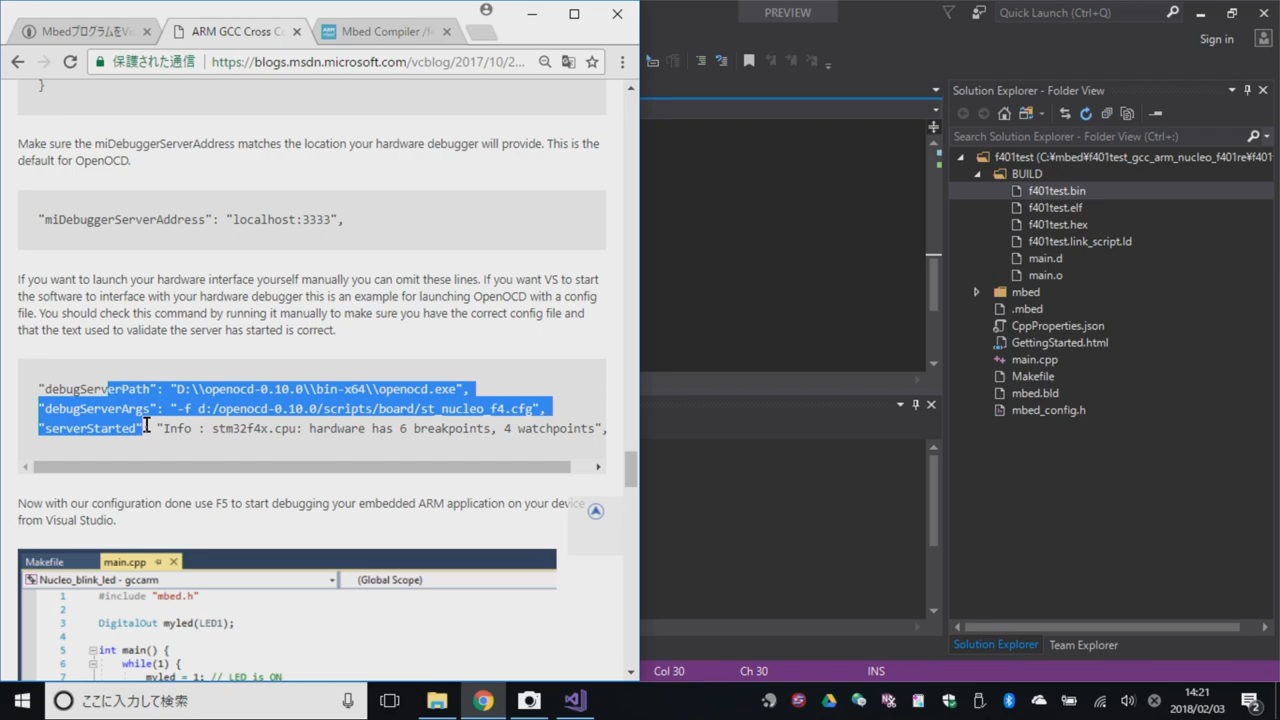 MbedプログラムをVi
ARM GCC Cross Co
Mbed Compiler /f4
保護された通信
https://blogs.msdn.microsoft.com/vcblog/2017/10/2...
}
Make sure the miDebuggerServerAddress matches the location your hardware debugger will provide. This is the
default for OpenOCD.
"miDebuggerServerAddress": "localhost:3333",
If you want to launch your hardware interface yourself manually you can omit these lines. If you want VS to start
the software to interface with your hardware debugger this is an example for launching OpenOCD with a config
file. You should check this command by running it manually to make sure you have the correct config file and
that the text used to validate the server has started is correct.
"debugServerPath": "D:\\openocd-0.10.0\\bin-x64\\openocd.exe",
"debugServerArgs": "-f d:/openocd-0.10.0/scripts/board/st_nucleo_f4.cfg",
"serverStarted": "Info : stm32f4x.cpu: hardware has 6 breakpoints, 4 watchpoints",
Now with our configuration done use F5 to start debugging your embedded ARM application on your device
from Visual Studio.
Makefile
main.cpp
Nucleo_blink_led - gccarm
(Global Scope)
1 #include "mbed.h"
2
3 DigitalOut myled(LED1);
4
5 int main() {
6 while(1) {
7 myled = 1; // LED is ON
PREVIEW
Quick Launch (Ctrl+Q)
Sign in
Solution Explorer - Folder View
Search Solution Explorer - Folder View (Ctrl+;)
f401test (C:¥mbed¥f401test_gcc_arm_nucleo_f401re¥f401
BUILD
f401test.bin
f401test.elf
f401test.hex
f401test.link_script.ld
main.d
main.o
mbed
.mbed
CppProperties.json
GettingStarted.html
main.cpp
Makefile
mbed.bld
mbed_config.h
Solution Explorer
Team Explorer
Col 30
Ch 30
INS
ここに入力して検索
14:21
2018/02/03
2